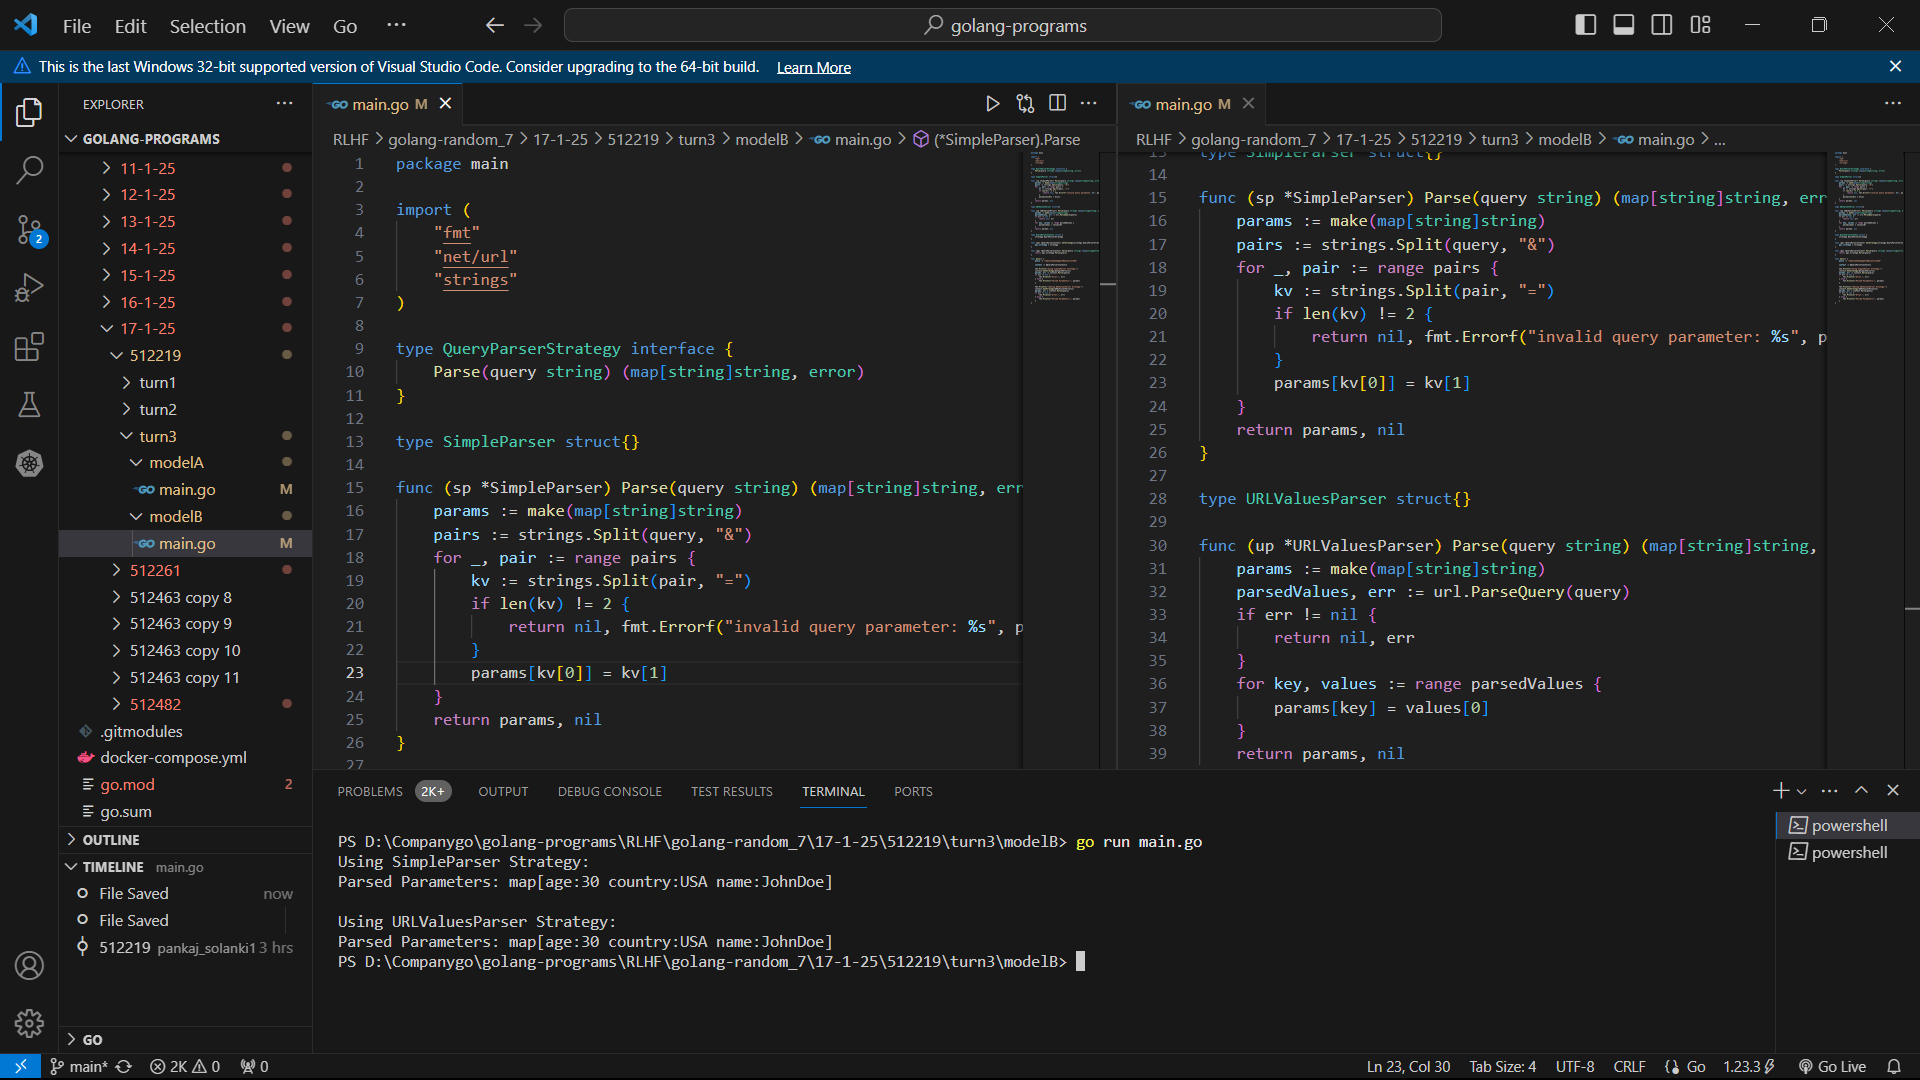 File Edit Selection View Go ···
golang-programs
This is the last Windows 32-bit supported version of Visual Studio Code. Consider upgrading to the 64-bit build. Learn More
EXPLORER
GOLANG-PROGRAMS
11-1-25
12-1-25
13-1-25
14-1-25
15-1-25
16-1-25
17-1-25
512219
turn1
turn2
turn3
modelA
main.go M
modelB
main.go M
512261
512463 copy 8
512463 copy 9
512463 copy 10
512463 copy 11
512482
.gitmodules
docker-compose.yml
go.mod 2
go.sum
OUTLINE
TIMELINE main.go
File Saved now
File Saved
512219 pankaj_solanki1 3 hrs
GO
main.go M
RLHF > golang-random_7 > 17-1-25 > 512219 > turn3 > modelB > main.go > (*SimpleParser).Parse
1 package main
2
3 import (
4 "fmt"
5 "net/url"
6 "strings"
7 )
8
9 type QueryParserStrategy interface {
10 Parse(query string) (map[string]string, error)
11 }
12
13 type SimpleParser struct{}
14
15 func (sp *SimpleParser) Parse(query string) (map[string]string, err
16 params := make(map[string]string)
17 pairs := strings.Split(query, "&")
18 for _, pair := range pairs {
19 kv := strings.Split(pair, "=")
20 if len(kv) != 2 {
21 return nil, fmt.Errorf("invalid query parameter: %s", p
22 }
23 params[kv[0]] = kv[1]
24 }
25 return params, nil
26 }
27
main.go M
RLHF > golang-random_7 > 17-1-25 > 512219 > turn3 > modelB > main.go > ...
13 type SimpleParser struct{}
14
15 func (sp *SimpleParser) Parse(query string) (map[string]string, err
16 params := make(map[string]string)
17 pairs := strings.Split(query, "&")
18 for _, pair := range pairs {
19 kv := strings.Split(pair, "=")
20 if len(kv) != 2 {
21 return nil, fmt.Errorf("invalid query parameter: %s", p
22 }
23 params[kv[0]] = kv[1]
24 }
25 return params, nil
26 }
27
28 type URLValuesParser struct{}
29
30 func (up *URLValuesParser) Parse(query string) (map[string]string,
31 params := make(map[string]string)
32 parsedValues, err := url.ParseQuery(query)
33 if err != nil {
34 return nil, err
35 }
36 for key, values := range parsedValues {
37 params[key] = values[0]
38 }
39 return params, nil
PROBLEMS 2K+ OUTPUT DEBUG CONSOLE TEST RESULTS TERMINAL PORTS
PS D:\Companygo\golang-programs\RLHF\golang-random_7\17-1-25\512219\turn3\modelB> go run main.go
Using SimpleParser Strategy:
Parsed Parameters: map[age:30 country:USA name:JohnDoe]
Using URLValuesParser Strategy:
Parsed Parameters: map[age:30 country:USA name:JohnDoe]
PS D:\Companygo\golang-programs\RLHF\golang-random_7\17-1-25\512219\turn3\modelB>
powershell
powershell
main* 2K 0 0 Ln 23, Col 30 Tab Size: 4 UTF-8 CRLF Go 1.23.3 Go Live